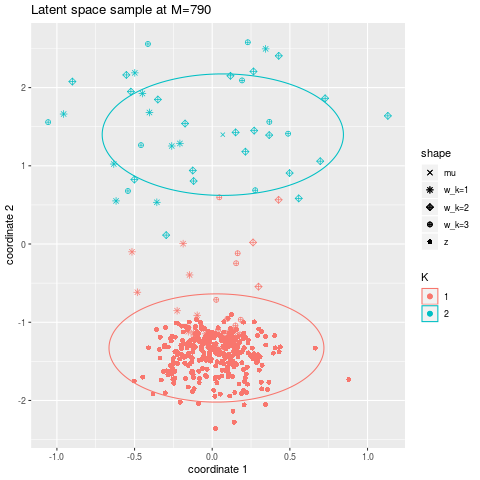 Latent space sample at M=790
coordinate 2
2
1
0
-1
-2
-1.0
-0.5
0.0
0.5
1.0
coordinate 1
shape
mu
w_k=1
w_k=2
w_k=3
z
K
1
2